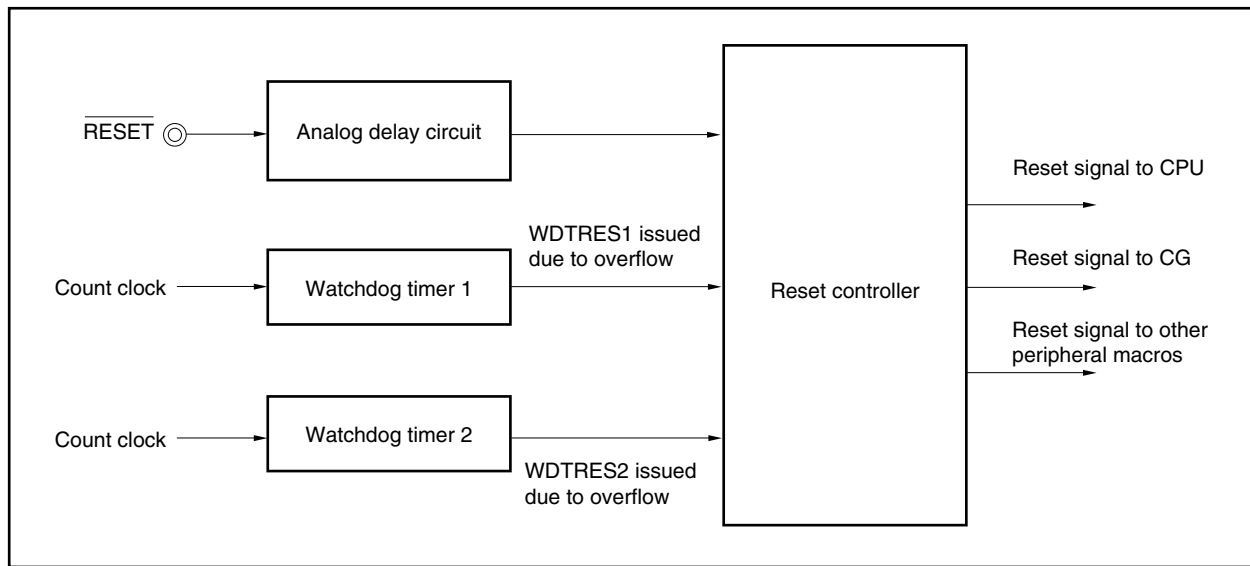 RESET
Analog delay circuit
Reset signal to CPU
WDTRES1 issued
due to overflow
Reset signal to CG
Count clock
Watchdog timer 1
Reset controller
Reset signal to other
peripheral macros
Count clock
Watchdog timer 2
WDTRES2 issued
due to overflow